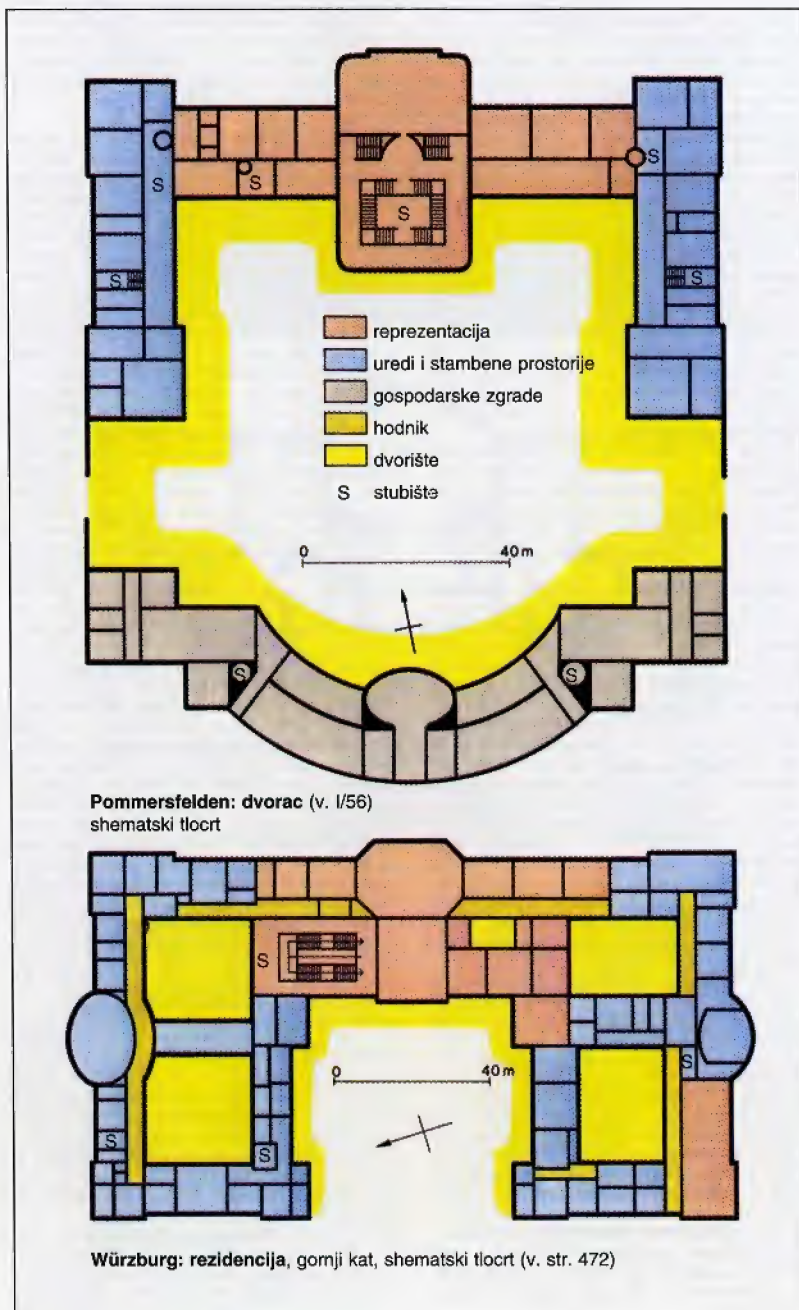 S
S
S
S
S
S
reprezentacija
uredi i stambene prostorije
gospodarske zgrade
hodnik
dvorište
S stubište
0 40 m
S
S
Pommersfelden: dvorac (v. I/56)
shematski tlocrt
S
0 40 m
S
S
S
Würzburg: rezidencija, gornji kat, shematski tlocrt (v. str. 472)